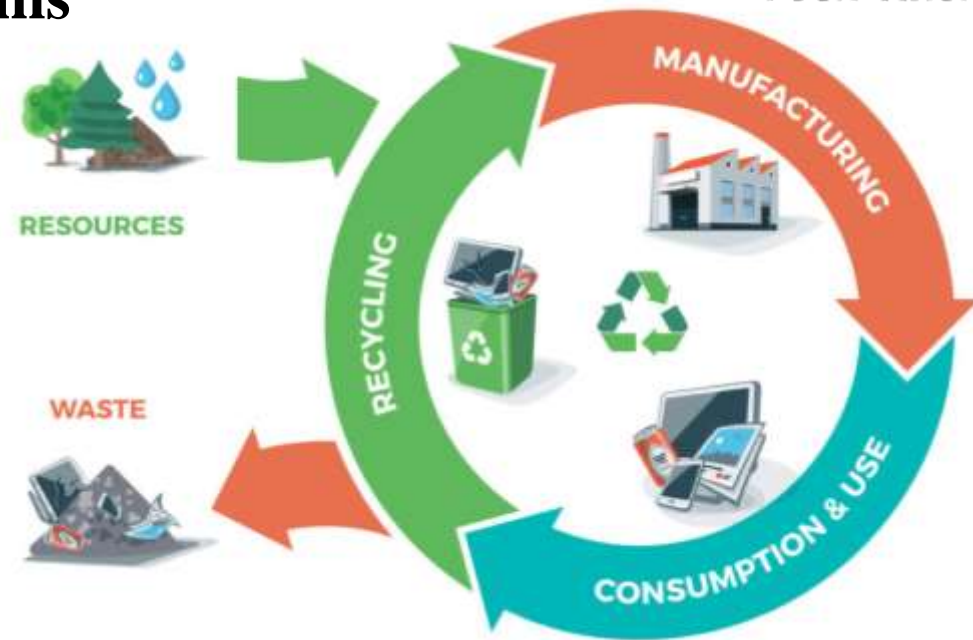 MANUFACTURING
RESOURCES
RECYCLING
WASTE
CONSUMPTION & USE